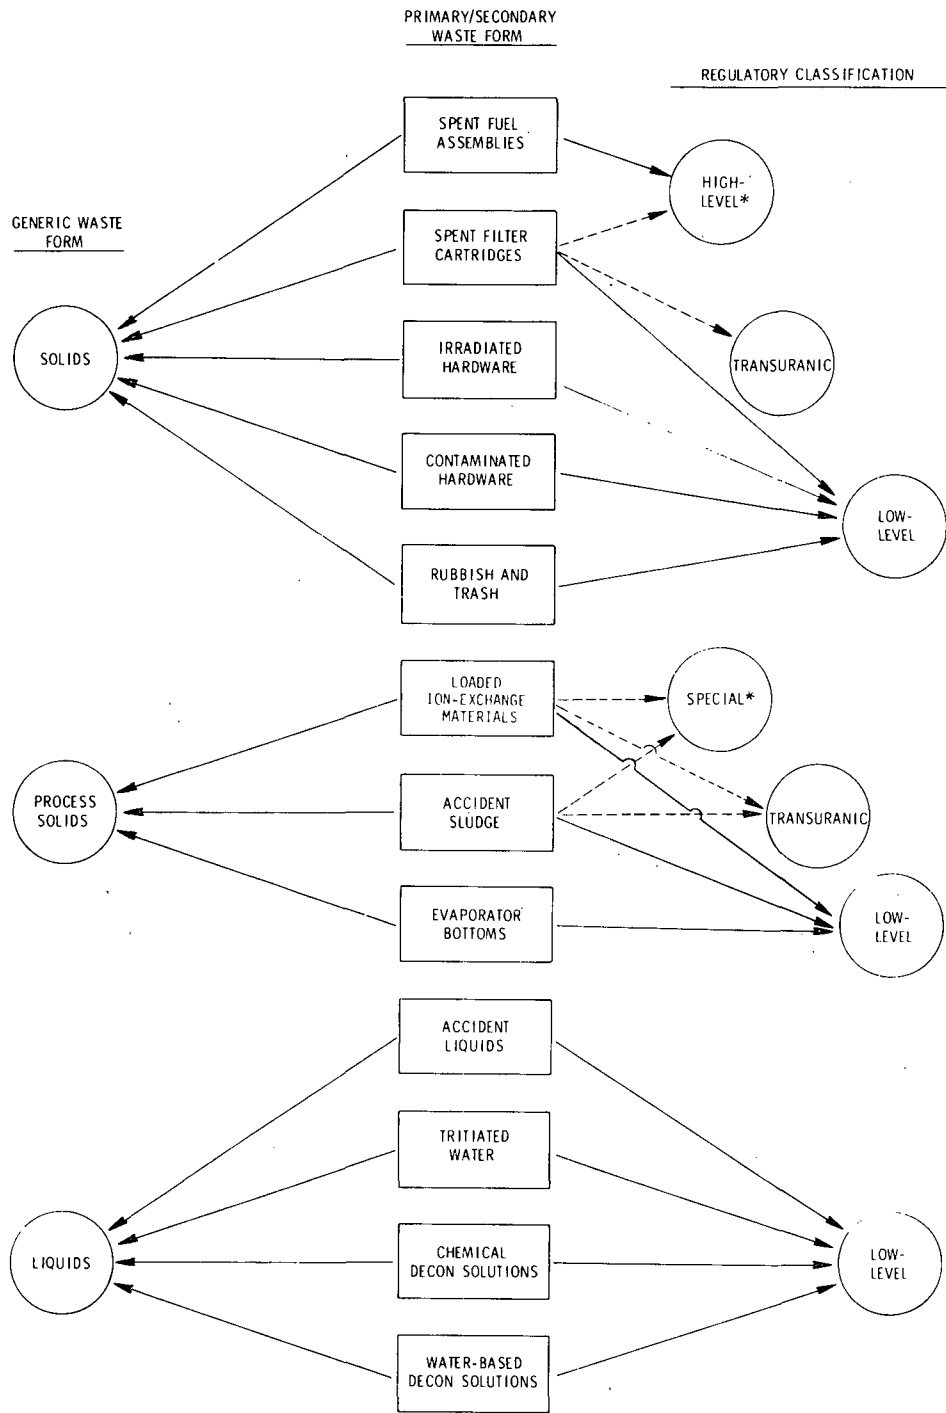 PRIMARY/SECONDARY
WASTE FORM
REGULATORY CLASSIFICATION
GENERIC WASTE
FORM
SPENT FUEL
ASSEMBLIES
HIGH-
LEVEL*
SPENT FILTER
CARTRIDGES
SOLIDS
IRRADIATED
HARDWARE
TRANSURANIC
CONTAMINATED
HARDWARE
LOW-
LEVEL
RUBBISH AND
TRASH
LOADED
ION-EXCHANGE
MATERIALS
SPECIAL*
PROCESS
SOLIDS
ACCIDENT
SLUDGE
TRANSURANIC
EVAPORATOR
BOTTOMS
LOW-
LEVEL
ACCIDENT
LIQUIDS
TRITIATED
WATER
LIQUIDS
CHEMICAL
DECON SOLUTIONS
LOW-
LEVEL
WATER-BASED
DECON SOLUTIONS